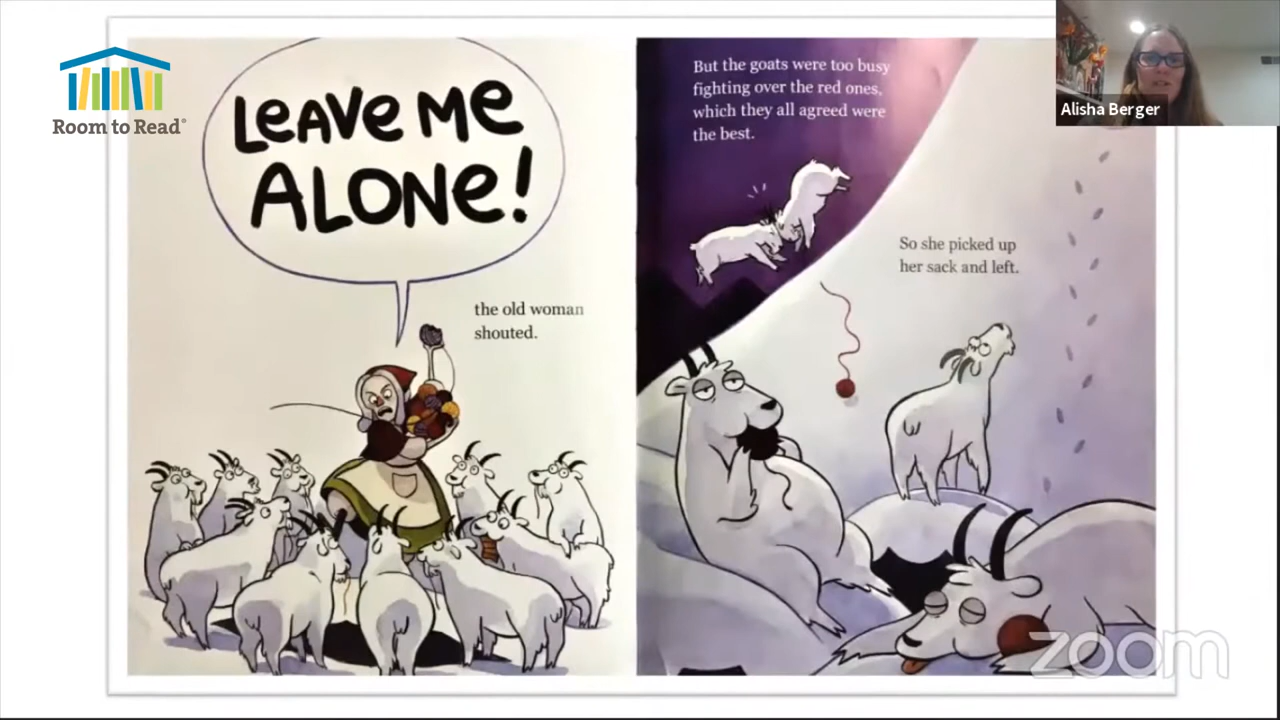 Room to Read®
LEAVE ME
ALONE!
the old woman
shouted.
But the goats were too busy
fighting over the red ones,
which they all agreed were
the best.
So she picked up
her sack and left.
Alisha Berger
zoom